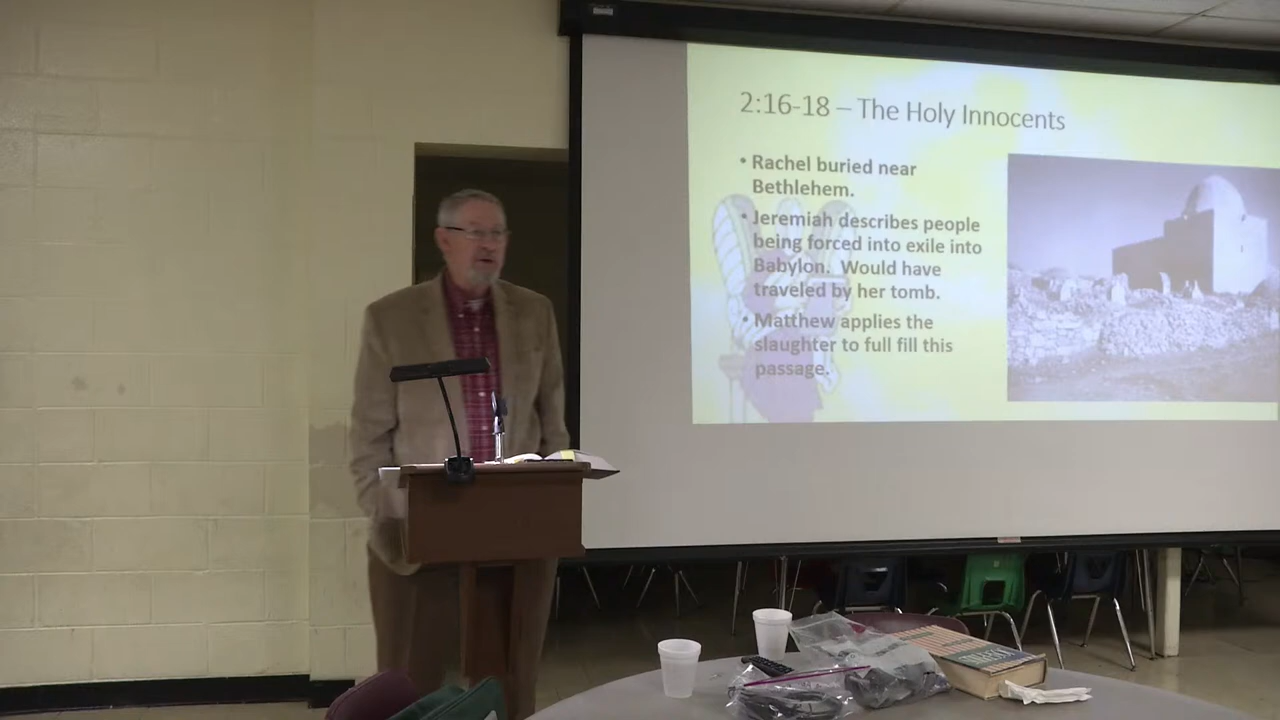 2:16-18 – The Holy Innocents
• Rachel buried near
Bethlehem.
• Jeremiah describes people
being forced into exile into
Babylon. Would have
traveled by her tomb.
• Matthew applies the
slaughter to full fill this
passage.